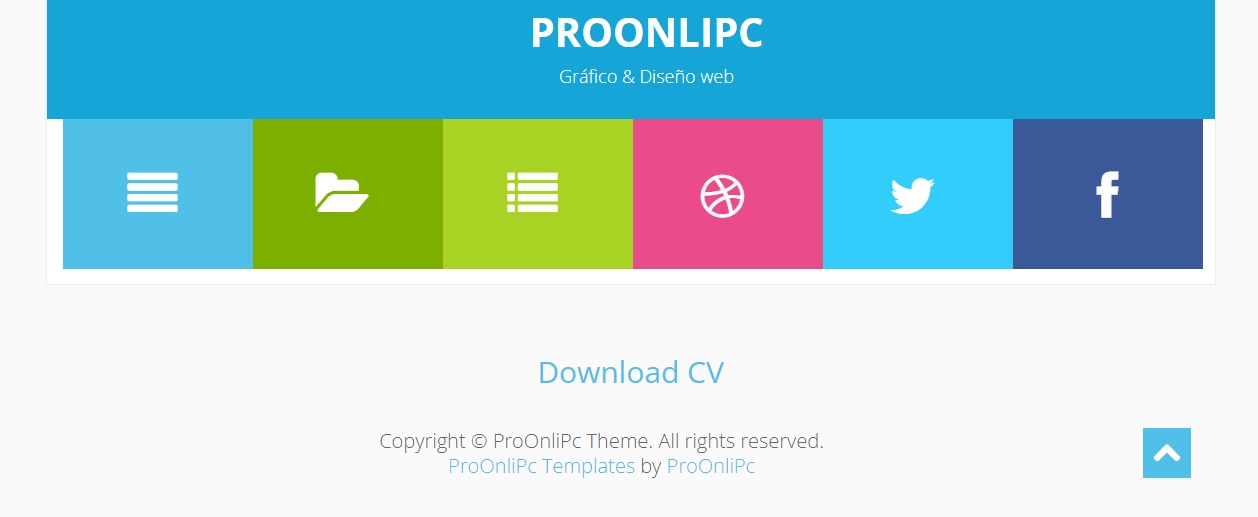 PROONLIPC
Gráfico & Diseño web
Download CV
Copyright © ProOnliPc Theme. All rights reserved.
ProOnliPc Templates by ProOnliPc